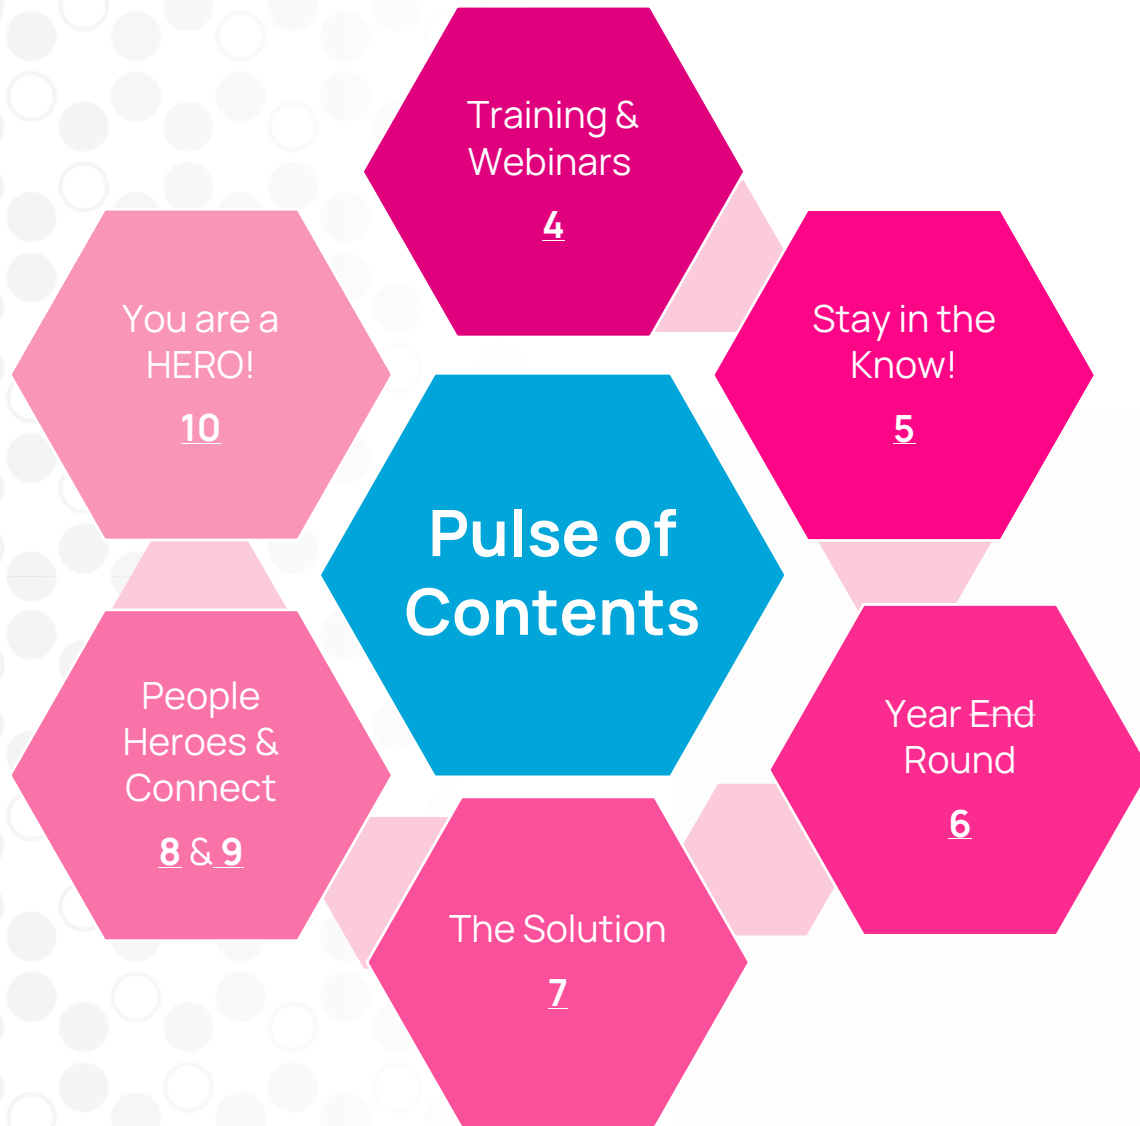 Training &
Webinars
4
Stay in the
Know!
5
Year End
Round
6
The Solution
7
People
Heroes &
Connect
8 & 9
You are a
HERO!
10
Pulse of
Contents